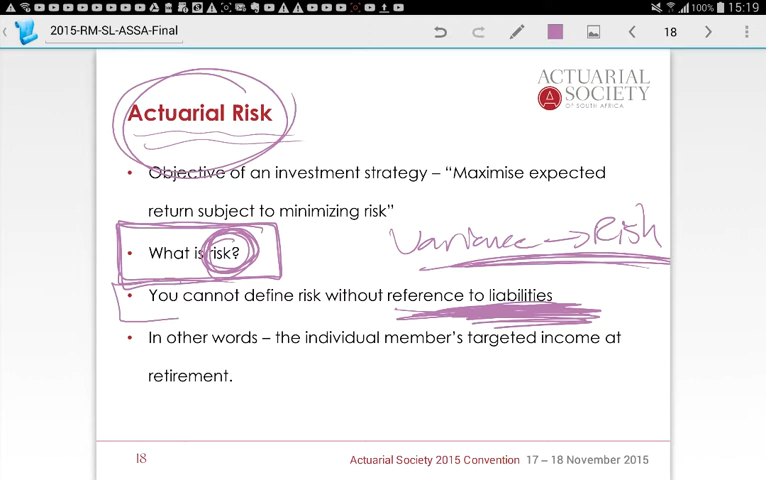 100% 15:19
2015-RM-SL-ASSA-Final
18
Actuarial Risk
ACTUARIAL
SOCIETY
OF SOUTH AFRICA
• Objective of an investment strategy – “Maximise expected
return subject to minimizing risk”
Variance → Risk
• What is risk?
• You cannot define risk without reference to liabilities
• In other words – the individual member’s targeted income at
retirement.
18
Actuarial Society 2015 Convention 17 – 18 November 2015